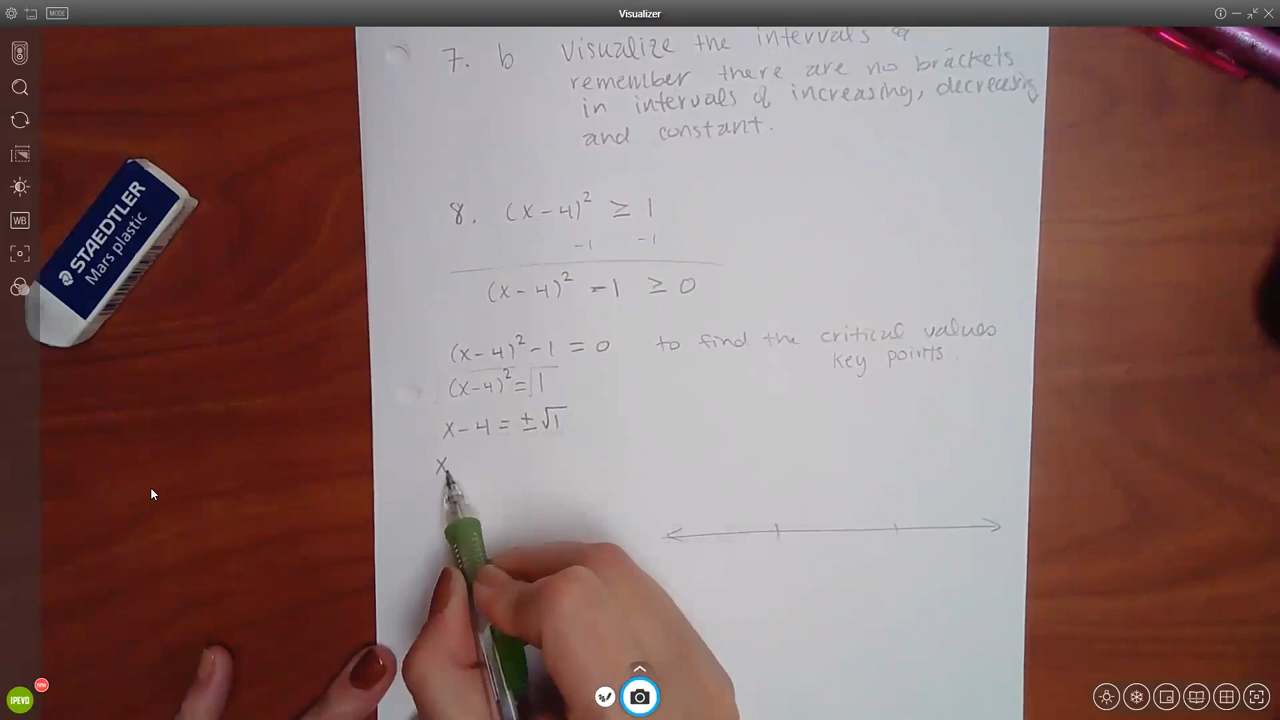 MODE
Visualizer
7. b Visualize the intervals
remember there are no brackets
in intervals of increasing, decreasing
and constant.
STAEDTLER
Mars plastic
8. (x-4)² ≥ 1
-1 -1
(x-4)² -1 ≥ 0
(x-4)²-1 = 0 to find the critical values
key points
(x-4)² = √1
x-4 = ±√1
x
WB
IPEVO